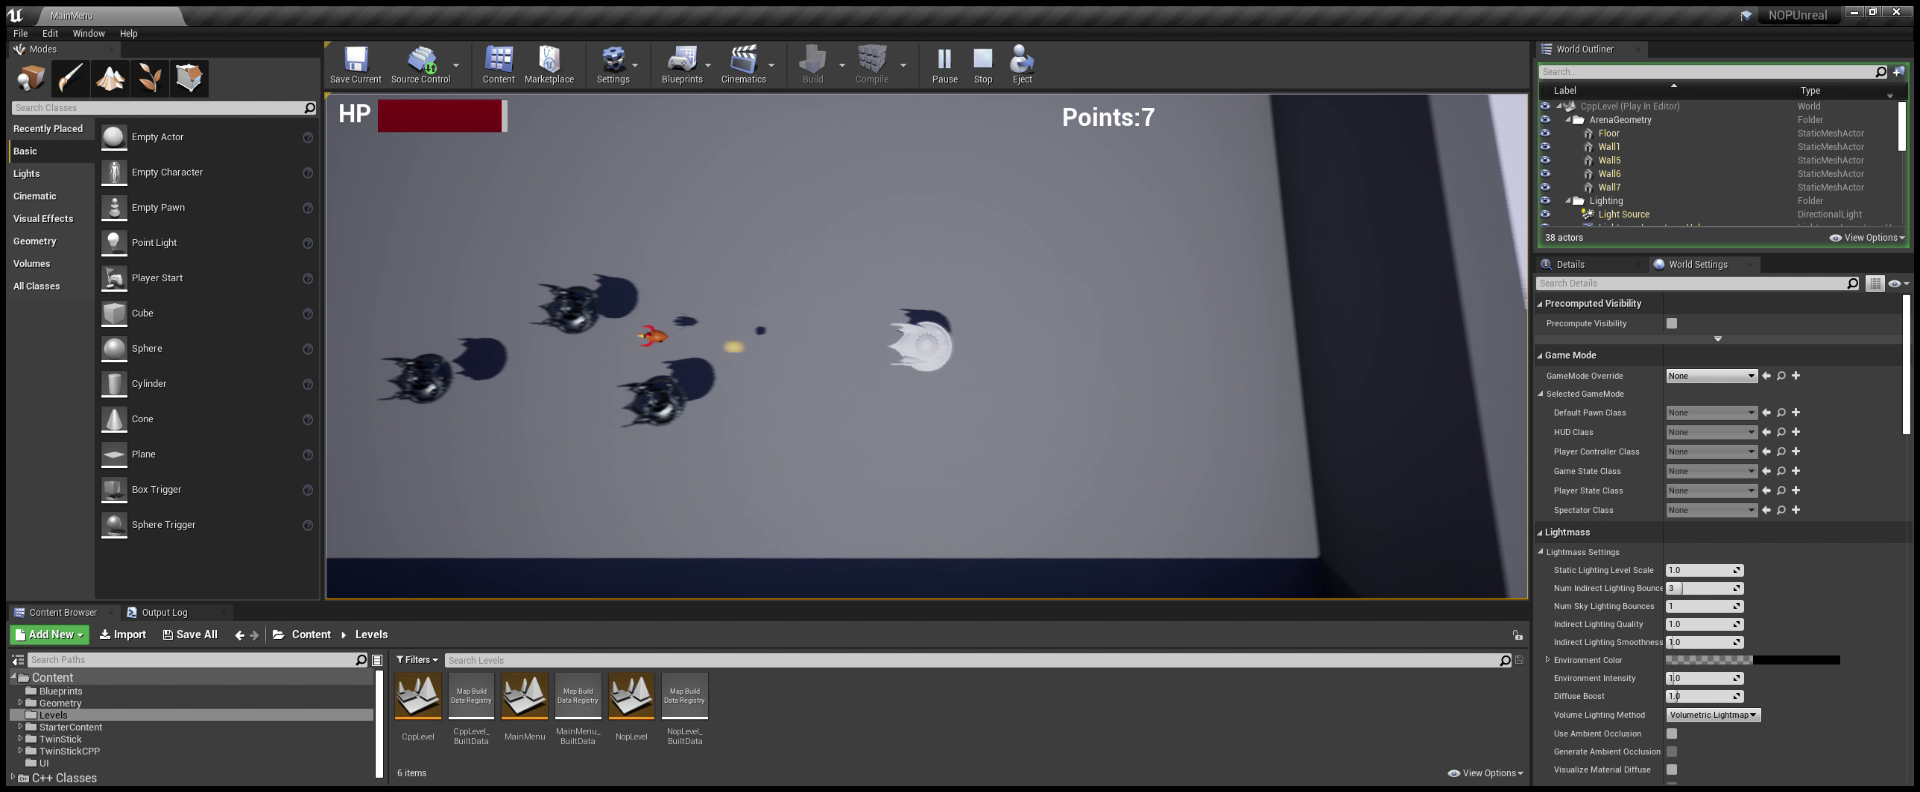 MainMenu
NOPUnreal
File Edit Window Help
Modes
Search Classes
Recently Placed
Basic
Lights
Cinematic
Visual Effects
Geometry
Volumes
All Classes
Empty Actor
Empty Character
Empty Pawn
Point Light
Player Start
Cube
Sphere
Cylinder
Cone
Plane
Box Trigger
Sphere Trigger
Save Current Source Control Content Marketplace Settings Blueprints Cinematics Build Compile Pause Stop Eject
HP
Points:7
World Outliner
Search...
Label Type
CppLevel (Play In Editor) World
ArenaGeometry Folder
Floor StaticMeshActor
Wall1 StaticMeshActor
Wall5 StaticMeshActor
Wall6 StaticMeshActor
Wall7 StaticMeshActor
Lighting Folder
Light Source DirectionalLight
38 actors View Options
Details World Settings
Search Details
Precomputed Visibility
Precompute Visibility
Game Mode
GameMode Override None
Selected GameMode
Default Pawn Class None
HUD Class None
Player Controller Class None
Game State Class None
Player State Class None
Spectator Class None
Lightmass
Lightmass Settings
Static Lighting Level Scale 1.0
Num Indirect Lighting Bounce 3
Num Sky Lighting Bounces 1
Indirect Lighting Quality 1.0
Indirect Lighting Smoothness 1.0
Environment Color
Environment Intensity 1.0
Diffuse Boost 1.0
Volume Lighting Method Volumetric Lightmap
Use Ambient Occlusion
Generate Ambient Occlusion
Visualize Material Diffuse
Content Browser Output Log
Add New Import Save All Content Levels
Search Paths
Content
Blueprints
Geometry
Levels
StarterContent
TwinStick
TwinStickCPP
UI
C++ Classes
Filters Search Levels
Map Build
Data Registry
Map Build
Data Registry
Map Build
Data Registry
CppLevel
CppLevel_
BuiltData
MainMenu
MainMenu_
BuiltData
NopLevel
NopLevel_
BuiltData
6 items View Options